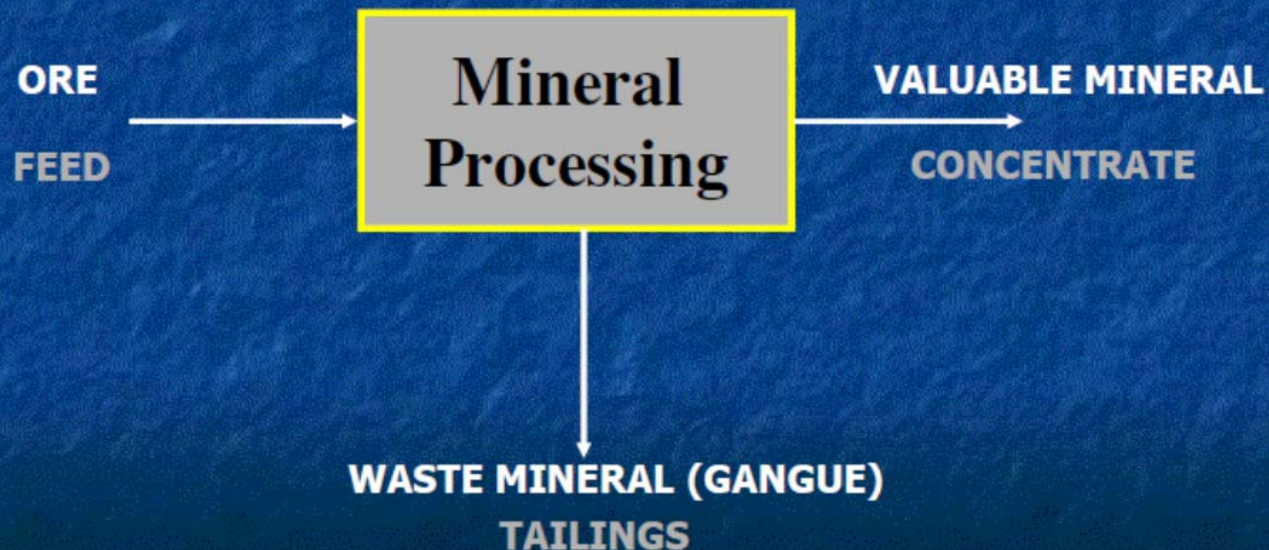 ORE
FEED
Mineral
Processing
VALUABLE MINERAL
CONCENTRATE
WASTE MINERAL (GANGUE)
TAILINGS